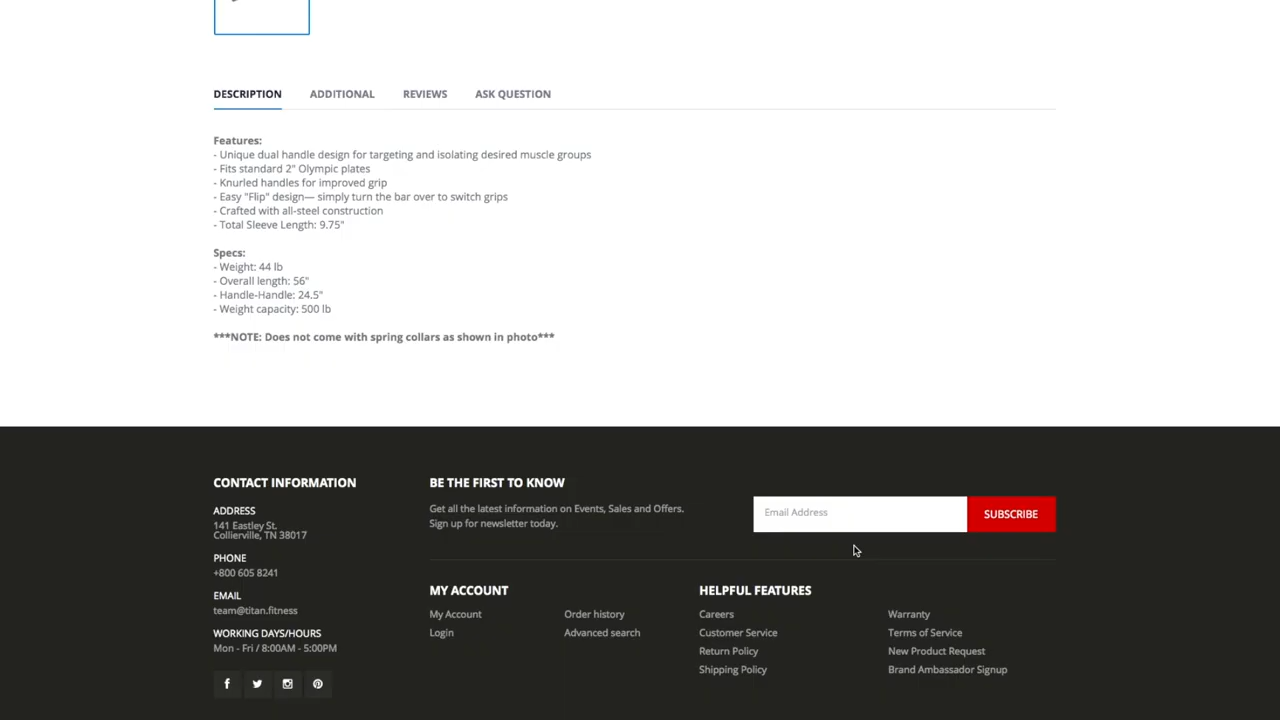 DESCRIPTION ADDITIONAL REVIEWS ASK QUESTION
Features:
- Unique dual handle design for targeting and isolating desired muscle groups
- Fits standard 2" Olympic plates
- Knurled handles for improved grip
- Easy "Flip" design— simply turn the bar over to switch grips
- Crafted with all-steel construction
- Total Sleeve Length: 9.75"
Specs:
- Weight: 44 lb
- Overall length: 56"
- Handle-Handle: 24.5"
- Weight capacity: 500 lb
***NOTE: Does not come with spring collars as shown in photo***
CONTACT INFORMATION
ADDRESS
141 Eastley St.
Collierville, TN 38017
PHONE
+800 605 8241
EMAIL
team@titan.fitness
WORKING DAYS/HOURS
Mon - Fri / 8:00AM - 5:00PM
BE THE FIRST TO KNOW
Get all the latest information on Events, Sales and Offers.
Sign up for newsletter today.
Email Address
SUBSCRIBE
MY ACCOUNT
My Account Order history
Login Advanced search
HELPFUL FEATURES
Careers Warranty
Customer Service Terms of Service
Return Policy New Product Request
Shipping Policy Brand Ambassador Signup